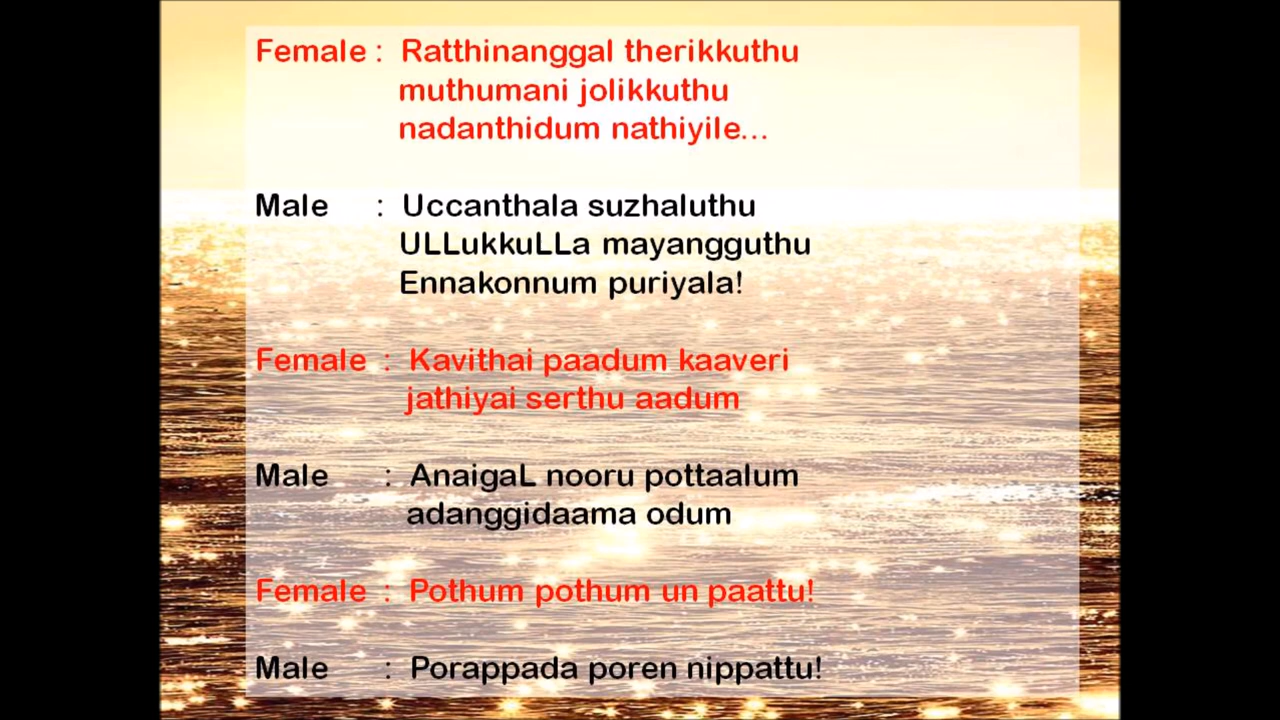 Female : Ratthinanggal therikkuthu
muthumani jolikkuthu
nadanthidum nathiyile...
Male : Uccanthala suzhaluthu
ULLukkuLLa mayangguthu
Ennakonnum puriyala!
Female : Kavithai paadum kaaveri
jathiyai serthu aadum
Male : AnaigaL nooru pottaalum
adanggidaama odum
Female : Pothum pothum un paattu!
Male : Porappada poren nippattu!